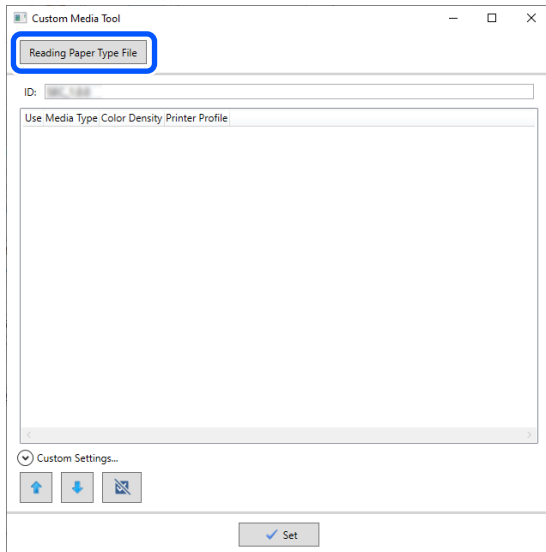 Custom Media Tool
Reading Paper Type File
ID:
Use Media Type Color Density Printer Profile
Custom Settings...
Set